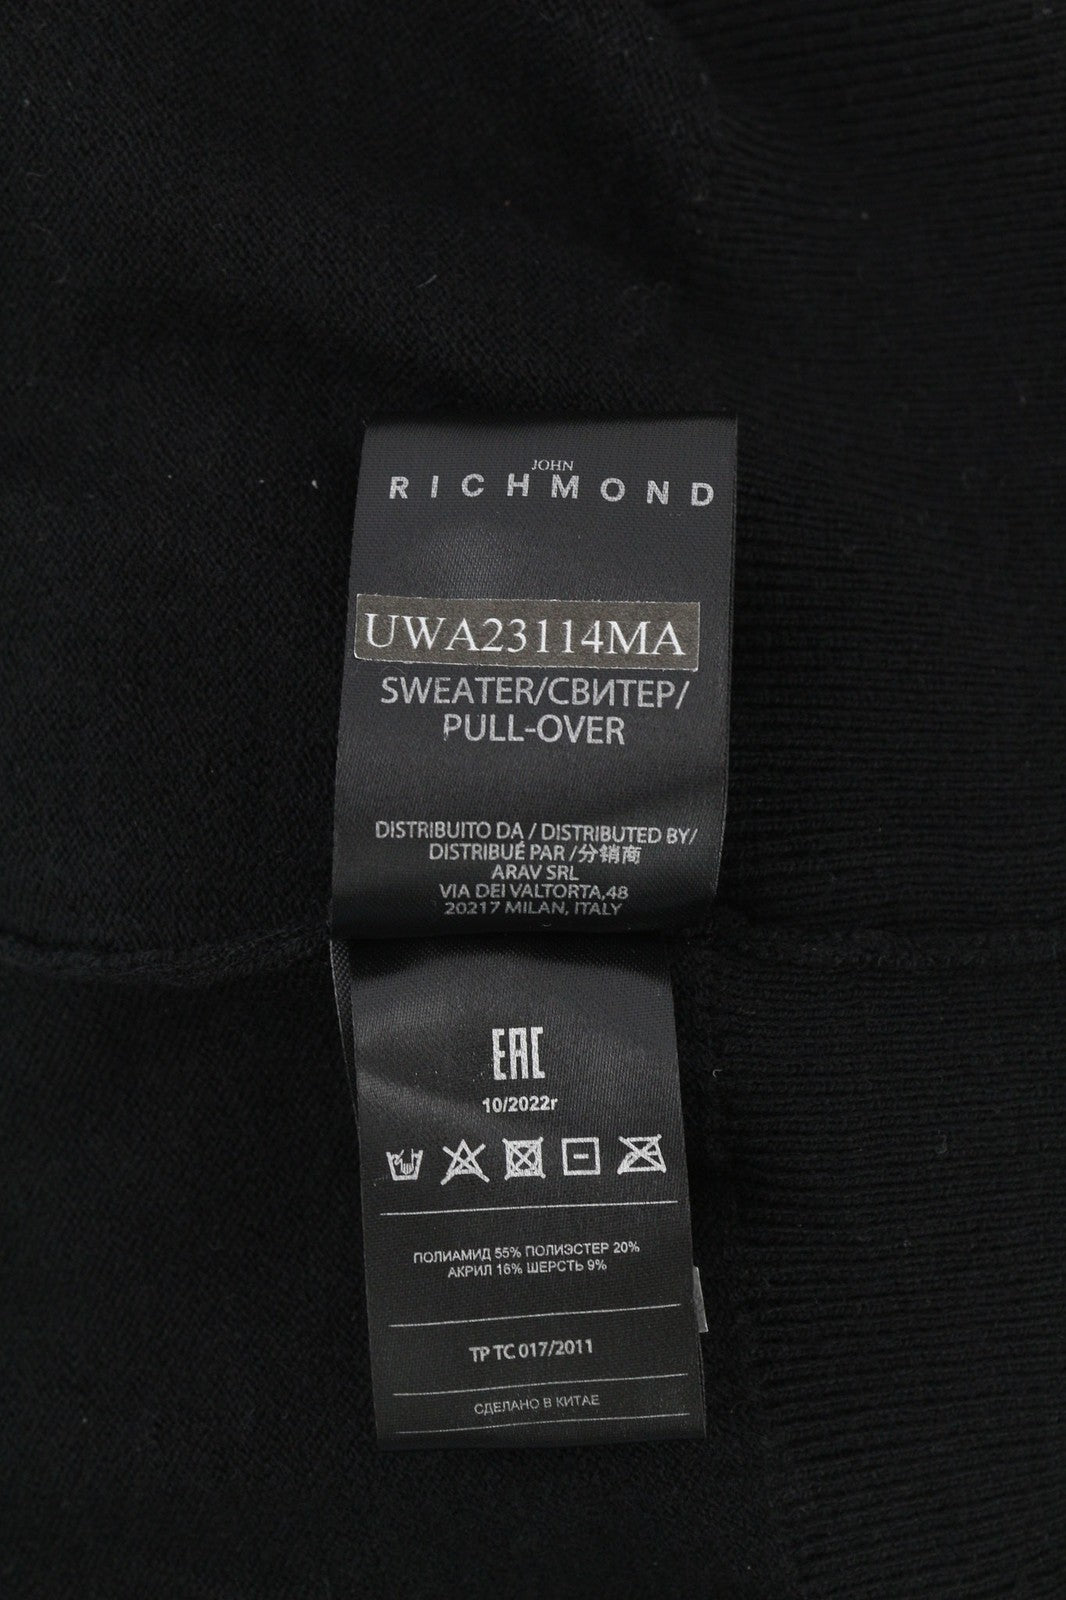 JOHN
RICHMOND
UWA23114MA
SWEATER/СВИТЕР/
PULL-OVER
DISTRIBUITO DA / DISTRIBUTED BY/
DISTRIBUÉ PAR /分销商
ARAV SRL
VIA DEI VALTORTA,48
20217 MILAN, ITALY
EAC
10/2022г
ПОЛИАМИД 55% ПОЛИЭСТЕР 20%
АКРИЛ 16% ШЕРСТЬ 9%
ТР ТС 017/2011
СДЕЛАНО В КИТАЕ